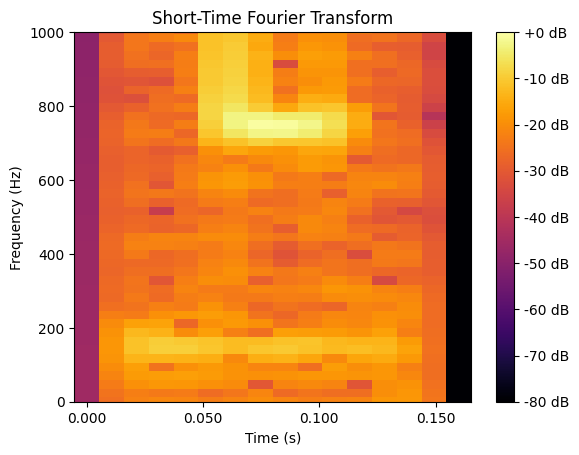 Short-Time Fourier Transform
Frequency (Hz)
1000
800
600
400
200
0
0.000 0.050 0.100 0.150
Time (s)
+0 dB
-10 dB
-20 dB
-30 dB
-40 dB
-50 dB
-60 dB
-70 dB
-80 dB